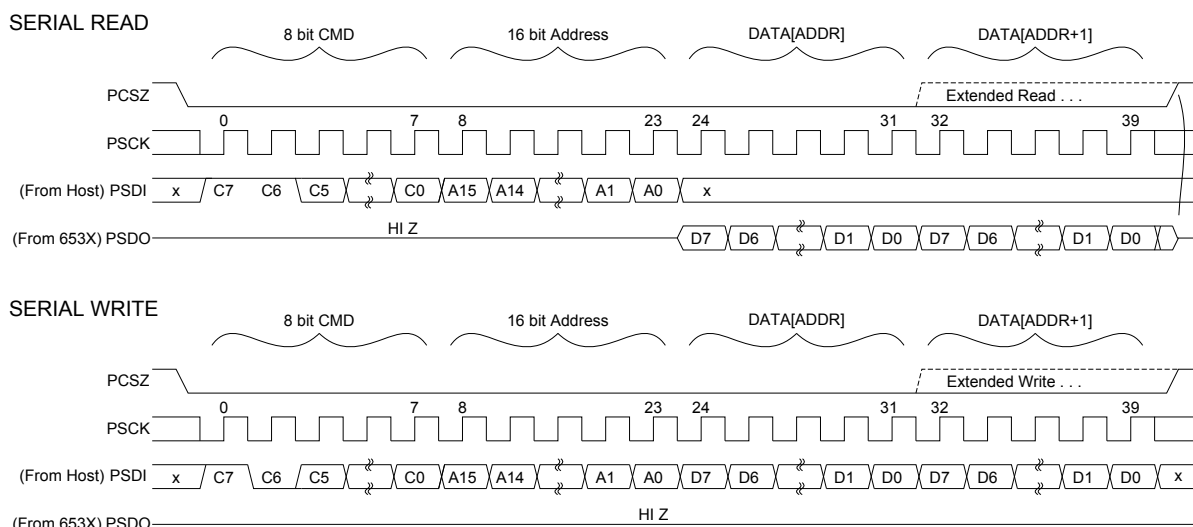 SERIAL READ
8 bit CMD 16 bit Address DATA[ADDR] DATA[ADDR+1]
PCSZ Extended Read . . .
0 7 8 23 24 31 32 39
PSCK
(From Host) PSDI x C7 C6 C5 C0 A15 A14 A1 A0 x
HI Z
(From 653X) PSDO D7 D6 D1 D0 D7 D6 D1 D0
SERIAL WRITE
8 bit CMD 16 bit Address DATA[ADDR] DATA[ADDR+1]
PCSZ Extended Write . . .
0 7 8 23 24 31 32 39
PSCK
(From Host) PSDI x C7 C6 C5 C0 A15 A14 A1 A0 D7 D6 D1 D0 D7 D6 D1 D0 x
HI Z
(From 653X) PSDO